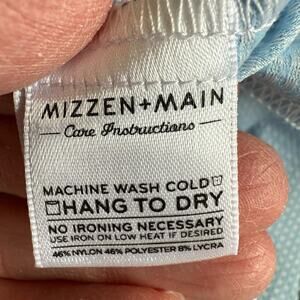 MIZZEN+MAIN
Care Instructions
MACHINE WASH COLD
HANG TO DRY
NO IRONING NECESSARY
USE IRON ON LOW HEAT IF DESIRED
46% NYLON 46% POLYESTER 8% LYCRA